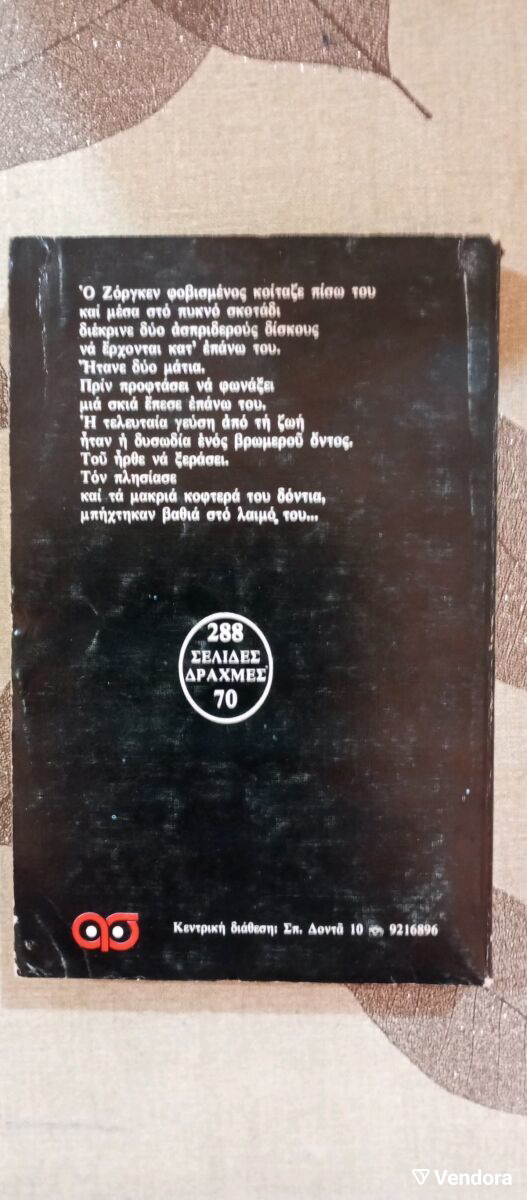 Ὁ Ζόργκεν φοβισμένος κοίταξε πίσω του
καί μέσα στό πυκνό σκοτάδι
διέκρινε δύο ἀσπριδερούς δίσκους
νά ἔρχονται κατ' ἐπάνω του.
Ἤτανε δύο μάτια.
Πρίν προφτάσει νά φωνάξει
μιά σκιά ἔπεσε ἐπάνω του.
Ἡ τελευταία γεύση ἀπό τή ζωή
ἦταν ἡ δυσωδία ἑνός βρωμεροῦ ὄντος.
Τοῦ ἦρθε νά ξεράσει.
Τόν πλησίασε
καί τά μακριά κοφτερά του δόντια,
μπήχτηκαν βαθιά στό λαιμό του...
288
ΣΕΛΙΔΕΣ
ΔΡΑΧΜΕΣ
70
Κεντρική διάθεση: Σπ. Δοντᾶ 10 ☎ 9216896
Vendora